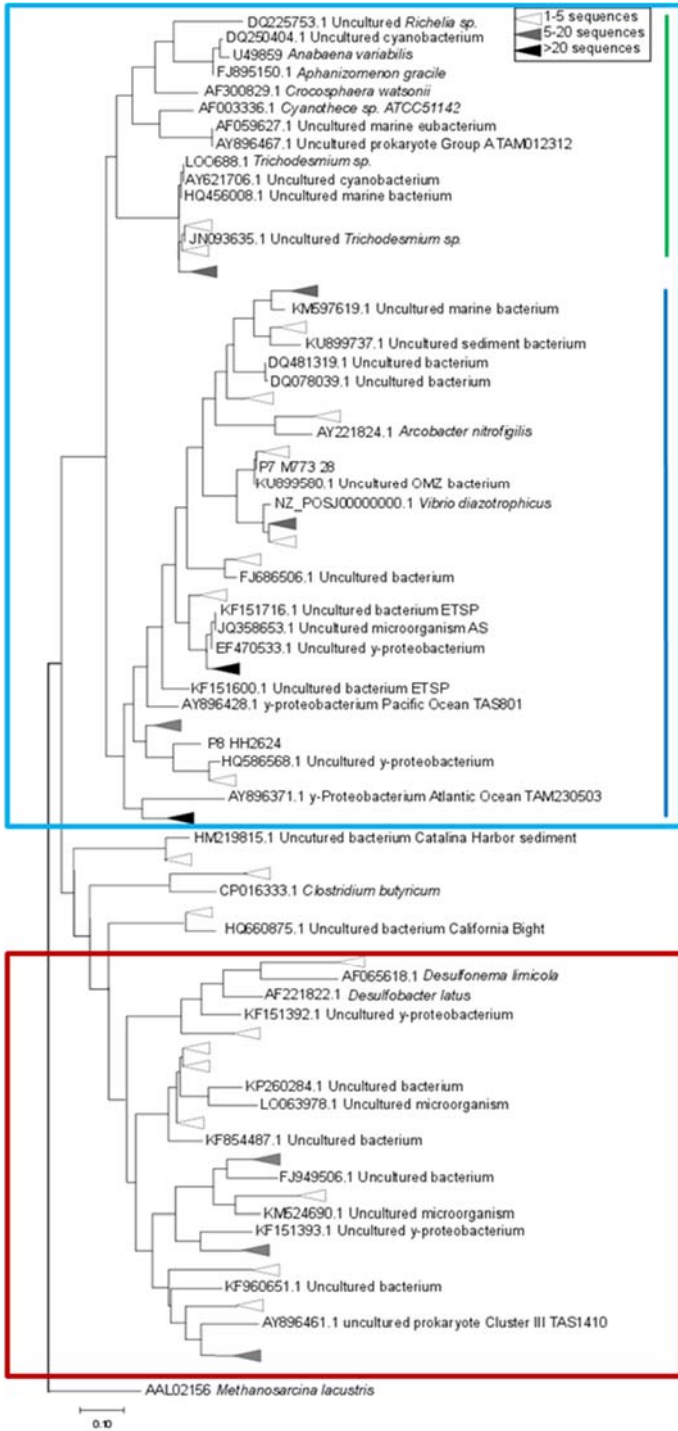 DQ225753.1 Uncultured Richelia sp.
1-5 sequences
DQ250404.1 Uncultured cyanobacterium
5-20 sequences
U49859 Anabaena variabilis
>20 sequences
FJ895150.1 Aphanizomenon gracile
AF300829.1 Crocosphaera watsonii
AF003336.1 Cyanothece sp. ATCC51142
AF059627.1 Uncultured marine eubacterium
AY896467.1 Uncultured prokaryote Group A TAM012312
LOO688.1 Trichodesmium sp.
AY621706.1 Uncultured cyanobacterium
HQ456008.1 Uncultured marine bacterium
JN093635.1 Uncultured Trichodesmium sp.
KM597619.1 Uncultured marine bacterium
KU899737.1 Uncultured sediment bacterium
DQ481319.1 Uncultured bacterium
DQ078039.1 Uncultured bacterium
AY221824.1 Arcobacter nitrofigilis
P7 M773 28
KU899580.1 Uncultured OMZ bacterium
NZ_POSJ00000000.1 Vibrio diazotrophicus
FJ686506.1 Uncultured bacterium
KF151716.1 Uncultured bacterium ETSP
JQ358653.1 Uncultured microorganism AS
EF470533.1 Uncultured y-proteobacterium
KF151600.1 Uncultured bacterium ETSP
AY896428.1 y-proteobacterium Pacific Ocean TAS801
P8 HH2624
HQ586568.1 Uncultured y-proteobacterium
AY896371.1 y-Proteobacterium Atlantic Ocean TAM230503
HM219815.1 Uncutured bacterium Catalina Harbor sediment
CP016333.1 Clostridium butyricum
HQ660875.1 Uncultured bacterium California Bight
AF065618.1 Desulfonema limicola
AF221822.1 Desulfobacter latus
KF151392.1 Uncultured y-proteobacterium
KP260284.1 Uncultured bacterium
LO063978.1 Uncultured microorganism
KF854487.1 Uncultured bacterium
FJ949506.1 Uncultured bacterium
KM524690.1 Uncultured microorganism
KF151393.1 Uncultured y-proteobacterium
KF960651.1 Uncultured bacterium
AY896461.1 uncultured prokaryote Cluster III TAS1410
AAL02156 Methanosarcina lacustris
0.10